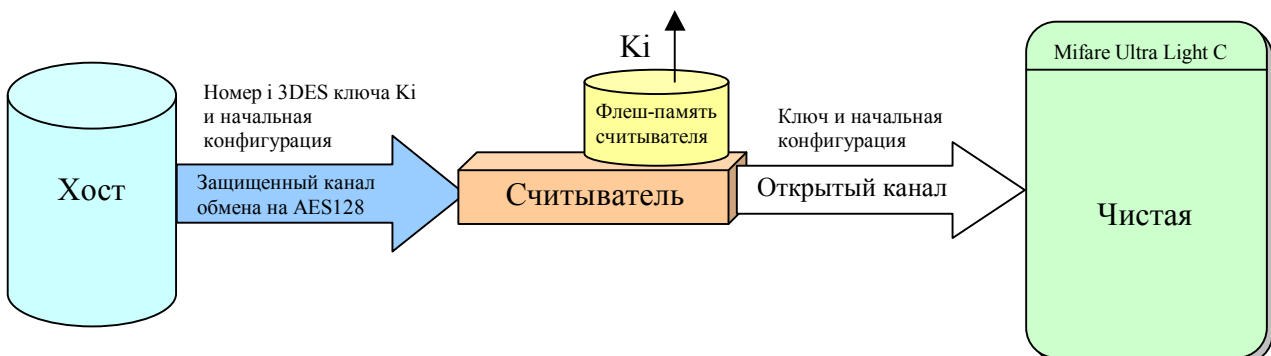 Хост
Номер i 3DES ключа Ki
и начальная
конфигурация
Защищенный канал
обмена на AES128
Ki
Флеш-память
считывателя
Считыватель
Ключ и начальная
конфигурация
Открытый канал
Mifare Ultra Light C
Чистая